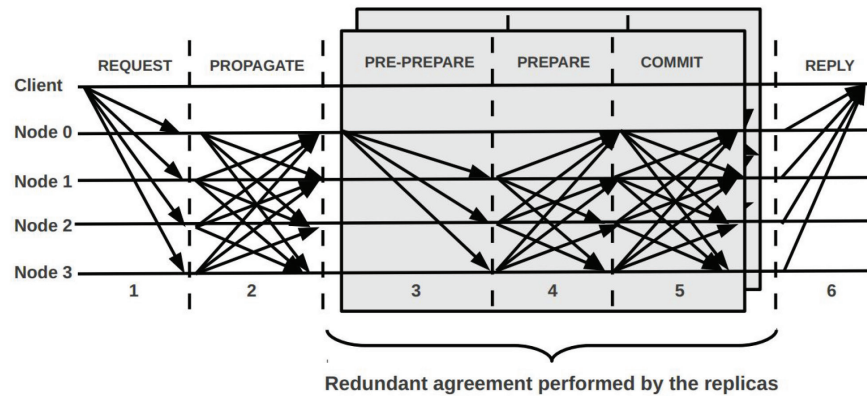 REQUEST PROPAGATE PRE-PREPARE PREPARE COMMIT REPLY
Client
Node 0
Node 1
Node 2
Node 3
1 2 3 4 5 6
Redundant agreement performed by the replicas